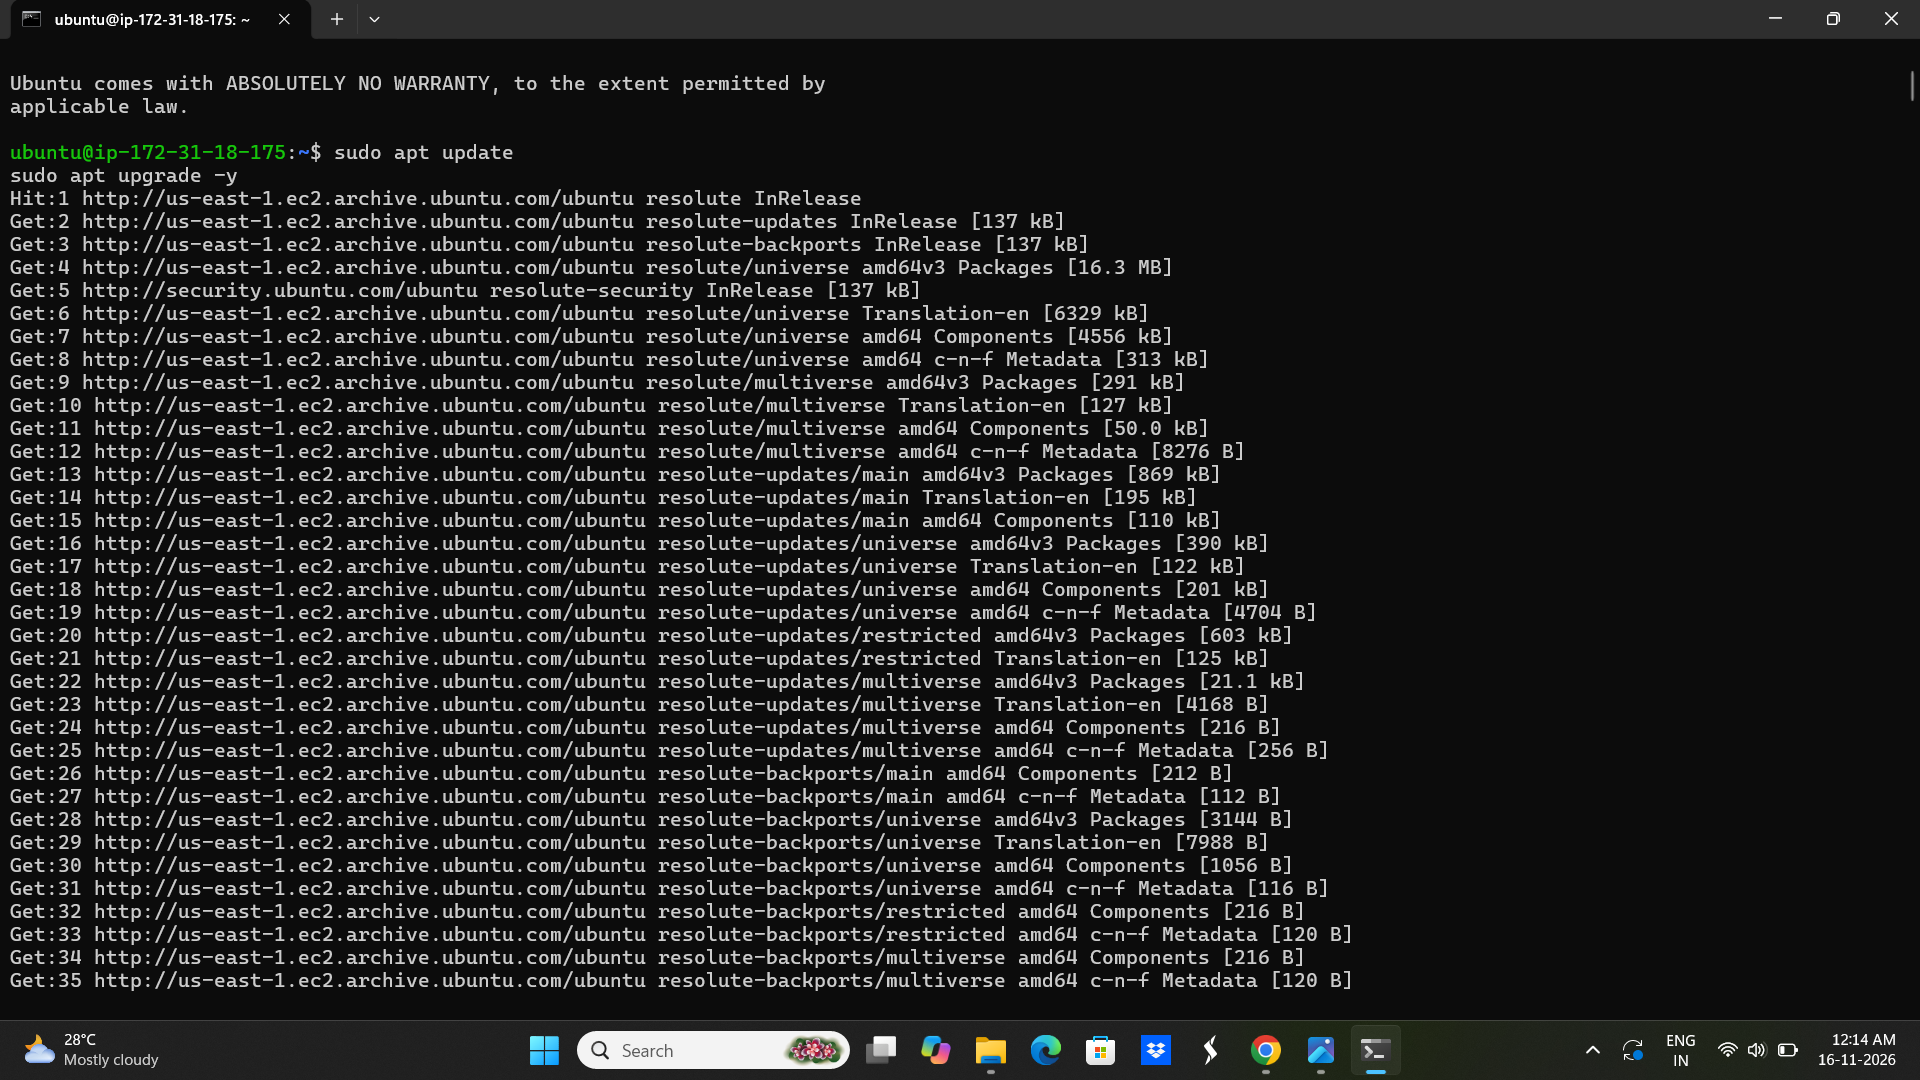 ubuntu@ip-172-31-18-175: ~
Ubuntu comes with ABSOLUTELY NO WARRANTY, to the extent permitted by
applicable law.
ubuntu@ip-172-31-18-175:~$ sudo apt update
sudo apt upgrade -y
Hit:1 http://us-east-1.ec2.archive.ubuntu.com/ubuntu resolute InRelease
Get:2 http://us-east-1.ec2.archive.ubuntu.com/ubuntu resolute-updates InRelease [137 kB]
Get:3 http://us-east-1.ec2.archive.ubuntu.com/ubuntu resolute-backports InRelease [137 kB]
Get:4 http://us-east-1.ec2.archive.ubuntu.com/ubuntu resolute/universe amd64v3 Packages [16.3 MB]
Get:5 http://security.ubuntu.com/ubuntu resolute-security InRelease [137 kB]
Get:6 http://us-east-1.ec2.archive.ubuntu.com/ubuntu resolute/universe Translation-en [6329 kB]
Get:7 http://us-east-1.ec2.archive.ubuntu.com/ubuntu resolute/universe amd64 Components [4556 kB]
Get:8 http://us-east-1.ec2.archive.ubuntu.com/ubuntu resolute/universe amd64 c-n-f Metadata [313 kB]
Get:9 http://us-east-1.ec2.archive.ubuntu.com/ubuntu resolute/multiverse amd64v3 Packages [291 kB]
Get:10 http://us-east-1.ec2.archive.ubuntu.com/ubuntu resolute/multiverse Translation-en [127 kB]
Get:11 http://us-east-1.ec2.archive.ubuntu.com/ubuntu resolute/multiverse amd64 Components [50.0 kB]
Get:12 http://us-east-1.ec2.archive.ubuntu.com/ubuntu resolute/multiverse amd64 c-n-f Metadata [8276 B]
Get:13 http://us-east-1.ec2.archive.ubuntu.com/ubuntu resolute-updates/main amd64v3 Packages [869 kB]
Get:14 http://us-east-1.ec2.archive.ubuntu.com/ubuntu resolute-updates/main Translation-en [195 kB]
Get:15 http://us-east-1.ec2.archive.ubuntu.com/ubuntu resolute-updates/main amd64 Components [110 kB]
Get:16 http://us-east-1.ec2.archive.ubuntu.com/ubuntu resolute-updates/universe amd64v3 Packages [390 kB]
Get:17 http://us-east-1.ec2.archive.ubuntu.com/ubuntu resolute-updates/universe Translation-en [122 kB]
Get:18 http://us-east-1.ec2.archive.ubuntu.com/ubuntu resolute-updates/universe amd64 Components [201 kB]
Get:19 http://us-east-1.ec2.archive.ubuntu.com/ubuntu resolute-updates/universe amd64 c-n-f Metadata [4704 B]
Get:20 http://us-east-1.ec2.archive.ubuntu.com/ubuntu resolute-updates/restricted amd64v3 Packages [603 kB]
Get:21 http://us-east-1.ec2.archive.ubuntu.com/ubuntu resolute-updates/restricted Translation-en [125 kB]
Get:22 http://us-east-1.ec2.archive.ubuntu.com/ubuntu resolute-updates/multiverse amd64v3 Packages [21.1 kB]
Get:23 http://us-east-1.ec2.archive.ubuntu.com/ubuntu resolute-updates/multiverse Translation-en [4168 B]
Get:24 http://us-east-1.ec2.archive.ubuntu.com/ubuntu resolute-updates/multiverse amd64 Components [216 B]
Get:25 http://us-east-1.ec2.archive.ubuntu.com/ubuntu resolute-updates/multiverse amd64 c-n-f Metadata [256 B]
Get:26 http://us-east-1.ec2.archive.ubuntu.com/ubuntu resolute-backports/main amd64 Components [212 B]
Get:27 http://us-east-1.ec2.archive.ubuntu.com/ubuntu resolute-backports/main amd64 c-n-f Metadata [112 B]
Get:28 http://us-east-1.ec2.archive.ubuntu.com/ubuntu resolute-backports/universe amd64v3 Packages [3144 B]
Get:29 http://us-east-1.ec2.archive.ubuntu.com/ubuntu resolute-backports/universe Translation-en [7988 B]
Get:30 http://us-east-1.ec2.archive.ubuntu.com/ubuntu resolute-backports/universe amd64 Components [1056 B]
Get:31 http://us-east-1.ec2.archive.ubuntu.com/ubuntu resolute-backports/universe amd64 c-n-f Metadata [116 B]
Get:32 http://us-east-1.ec2.archive.ubuntu.com/ubuntu resolute-backports/restricted amd64 Components [216 B]
Get:33 http://us-east-1.ec2.archive.ubuntu.com/ubuntu resolute-backports/restricted amd64 c-n-f Metadata [120 B]
Get:34 http://us-east-1.ec2.archive.ubuntu.com/ubuntu resolute-backports/multiverse amd64 Components [216 B]
Get:35 http://us-east-1.ec2.archive.ubuntu.com/ubuntu resolute-backports/multiverse amd64 c-n-f Metadata [120 B]
28°C
Mostly cloudy
Search
ENG
IN
12:14 AM
16-11-2026